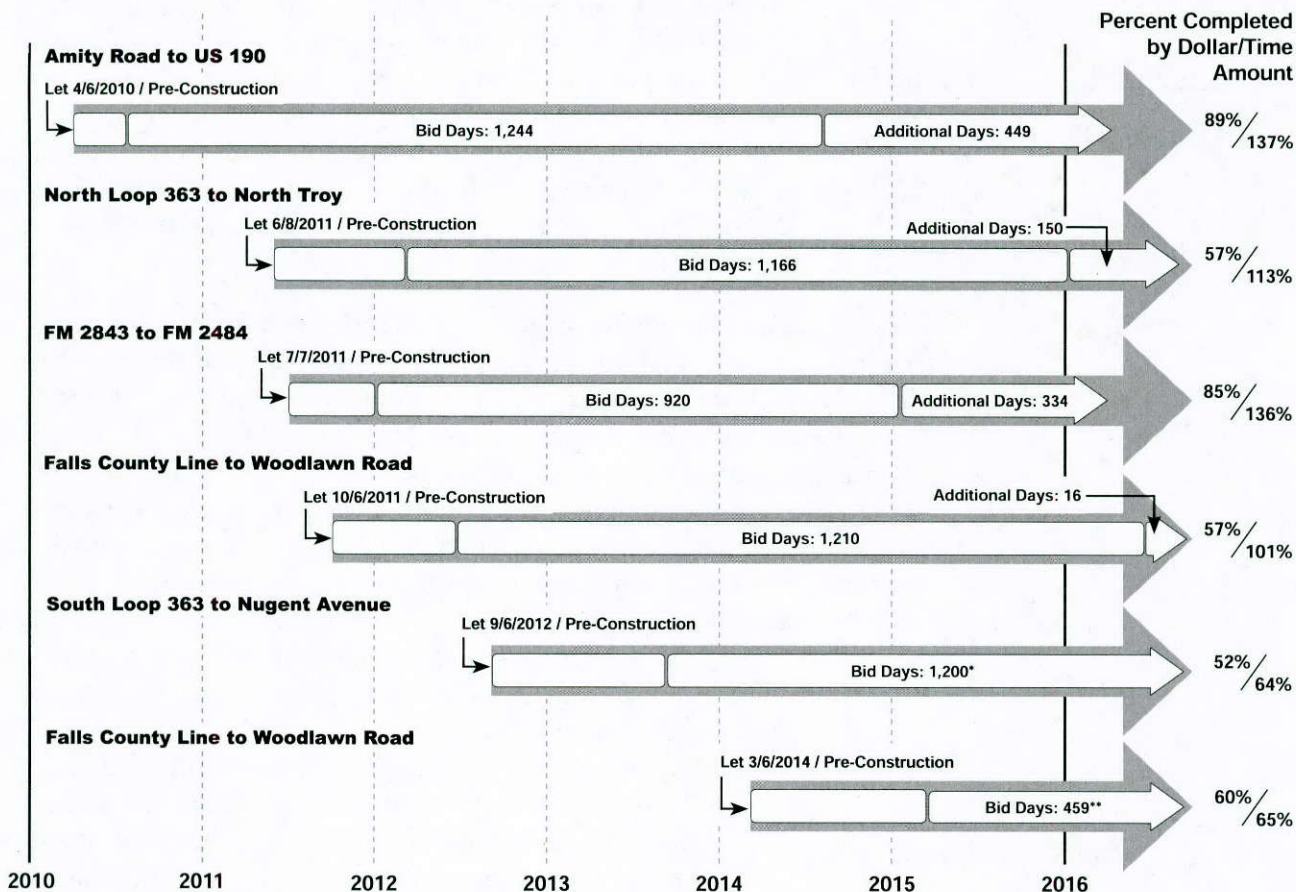 Percent Completed
by Dollar/Time
Amount
Amity Road to US 190
Let 4/6/2010 / Pre-Construction
Bid Days: 1,244
Additional Days: 449
89%/137%
North Loop 363 to North Troy
Let 6/8/2011 / Pre-Construction
Additional Days: 150
Bid Days: 1,166
57%/113%
FM 2843 to FM 2484
Let 7/7/2011 / Pre-Construction
Bid Days: 920
Additional Days: 334
85%/136%
Falls County Line to Woodlawn Road
Let 10/6/2011 / Pre-Construction
Additional Days: 16
Bid Days: 1,210
57%/101%
South Loop 363 to Nugent Avenue
Let 9/6/2012 / Pre-Construction
Bid Days: 1,200*
52%/64%
Falls County Line to Woodlawn Road
Let 3/6/2014 / Pre-Construction
Bid Days: 459**
60%/65%
2010 2011 2012 2013 2014 2015 2016